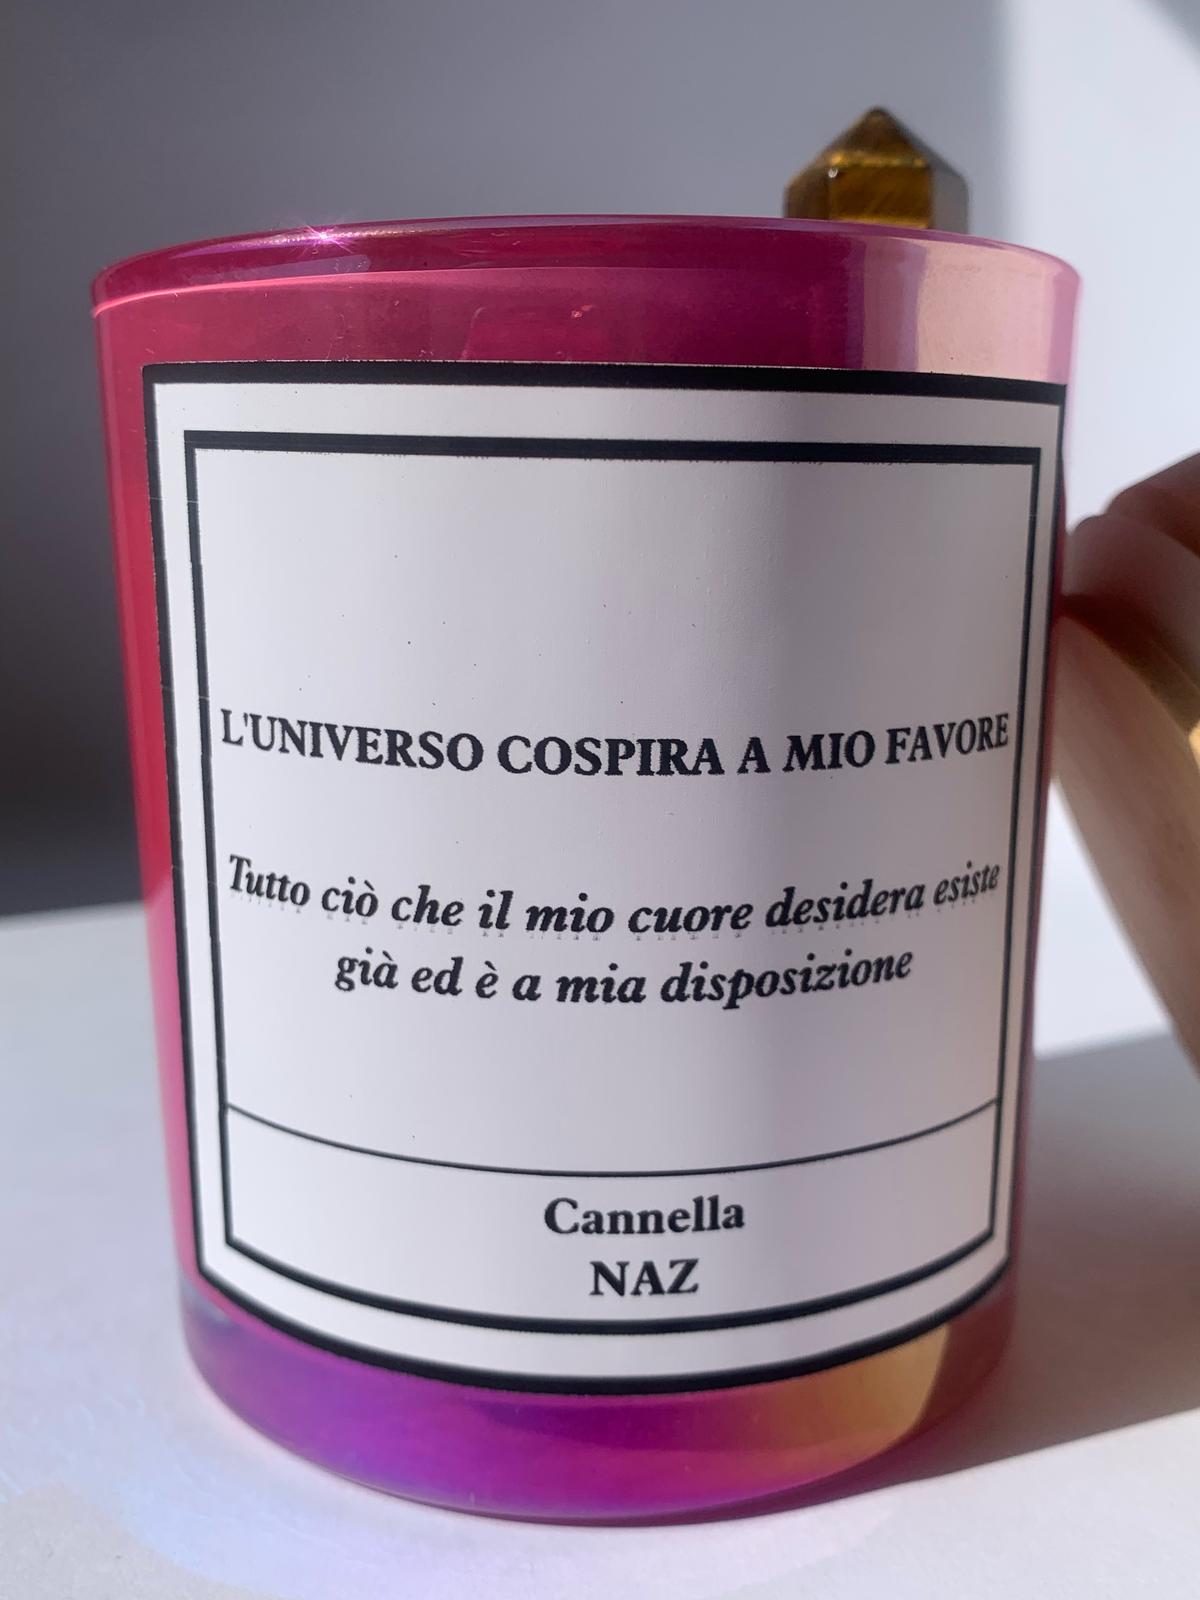 L'UNIVERSO COSPIRA A MIO FAVORE
Tutto ciò che il mio cuore desidera esiste
già ed è a mia disposizione
Cannella
NAZ